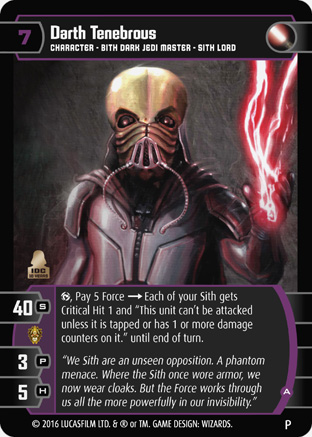 7
Darth Tenebrous
CHARACTER - BITH DARK JEDI MASTER - SITH LORD
IDC
10 YEARS
40 S
3 P
5 H
, Pay 5 Force → Each of your Sith gets
Critical Hit 1 and "This unit can't be attacked
unless it is tapped or has 1 or more damage
counters on it." until end of turn.
"We Sith are an unseen opposition. A phantom
menace. Where the Sith once wore armor, we
now wear cloaks. But the Force works through
us all the more powerfully in our invisibility."
A
© 2016 LUCASFILM LTD. & ® OR TM. GAME DESIGN: WIZARDS.
P